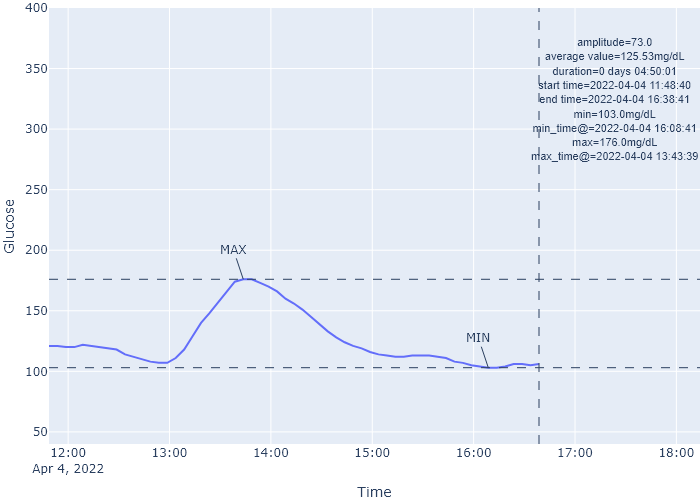 400
350
300
250
200
150
100
50
Glucose
amplitude=73.0
average value=125.53mg/dL
duration=0 days 04:50:01
start time=2022-04-04 11:48:40
end time=2022-04-04 16:38:41
min=103.0mg/dL
min_time@=2022-04-04 16:08:41
max=176.0mg/dL
max_time@=2022-04-04 13:43:39
MAX
MIN
12:00 13:00 14:00 15:00 16:00 17:00 18:00
Apr 4, 2022
Time